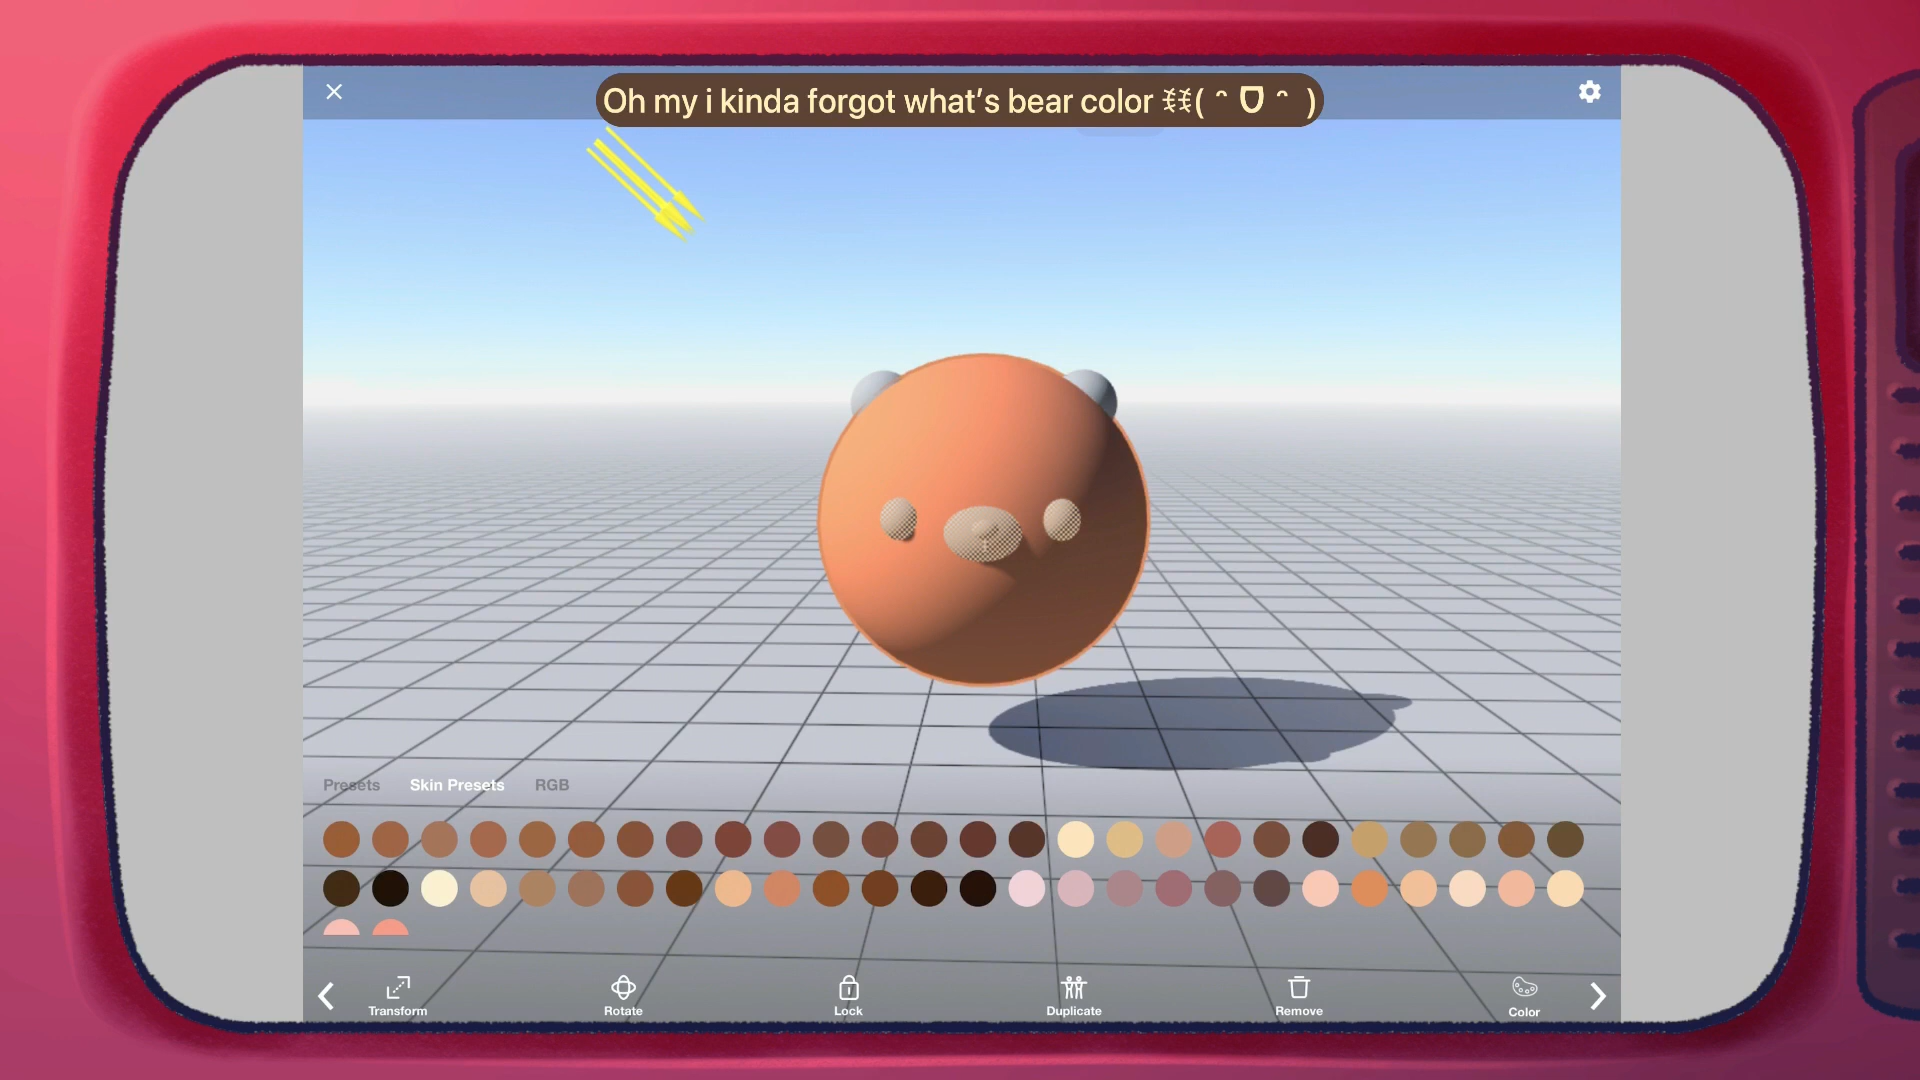 Oh my i kinda forgot what's bear color ⵿ⵓ( ᵔ ᗜ ᵔ )
Presets Skin Presets RGB
Transform Rotate Lock Duplicate Remove Color